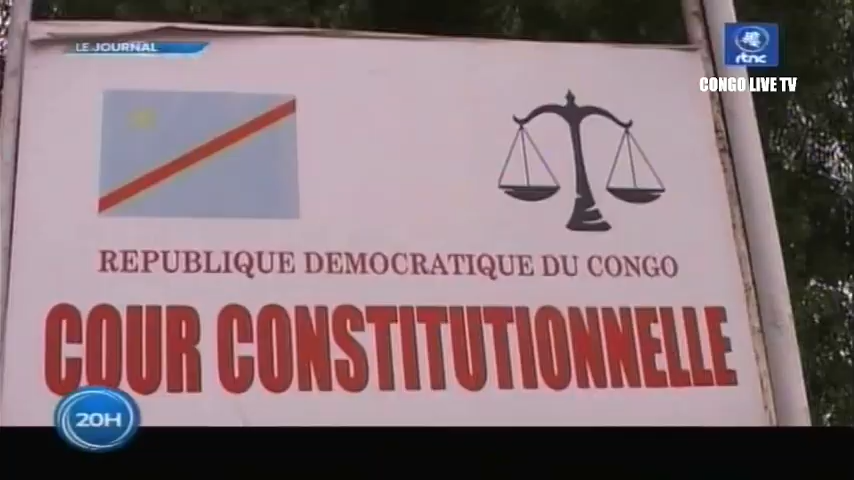 LE JOURNAL
rtnc
CONGO LIVE TV
REPUBLIQUE DEMOCRATIQUE DU CONGO
COUR CONSTITUTIONNELLE
20H